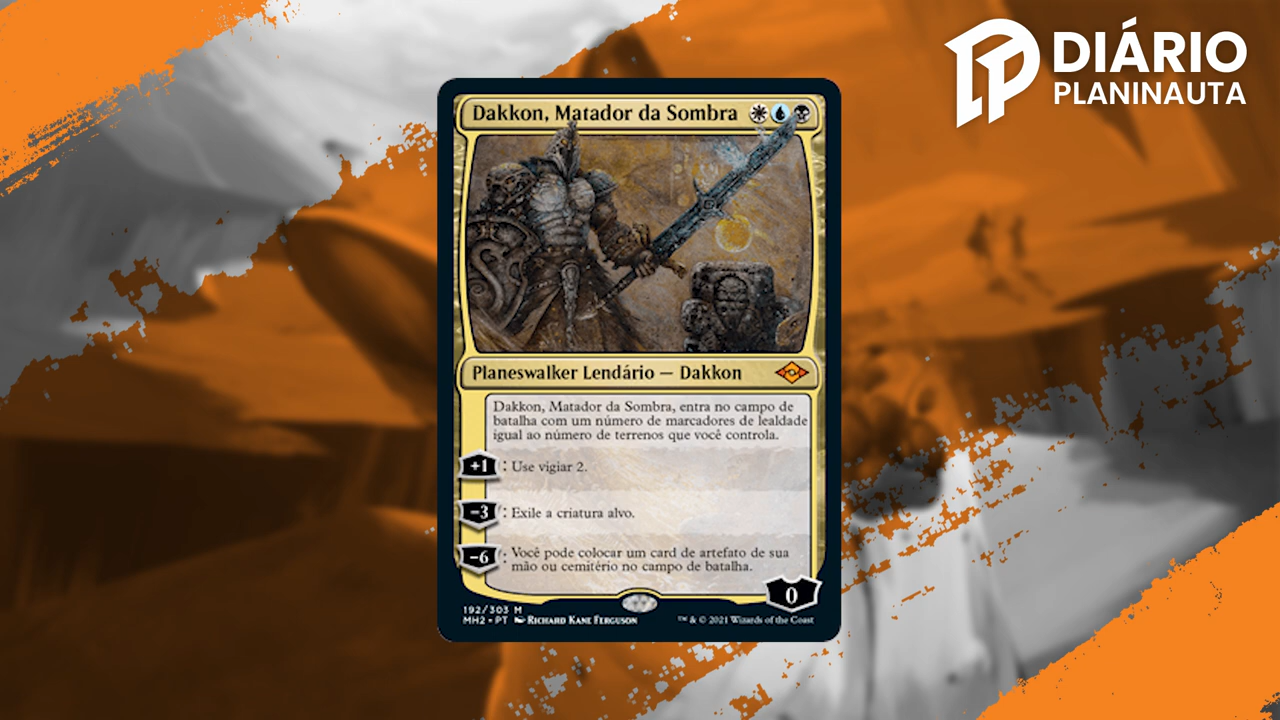 DIÁRIO
PLANINAUTA
Dakkon, Matador da Sombra
Planeswalker Lendário — Dakkon
Dakkon, Matador da Sombra, entra no campo de
batalha com um número de marcadores de lealdade
igual ao número de terrenos que você controla.
+1: Use vigiar 2.
−3: Exile a criatura alvo.
−6: Você pode colocar um card de artefato de sua
mão ou cemitério no campo de batalha.
0
192/303 M
MH2 • PT Richard Kane Ferguson
™ & © 2021 Wizards of the Coast